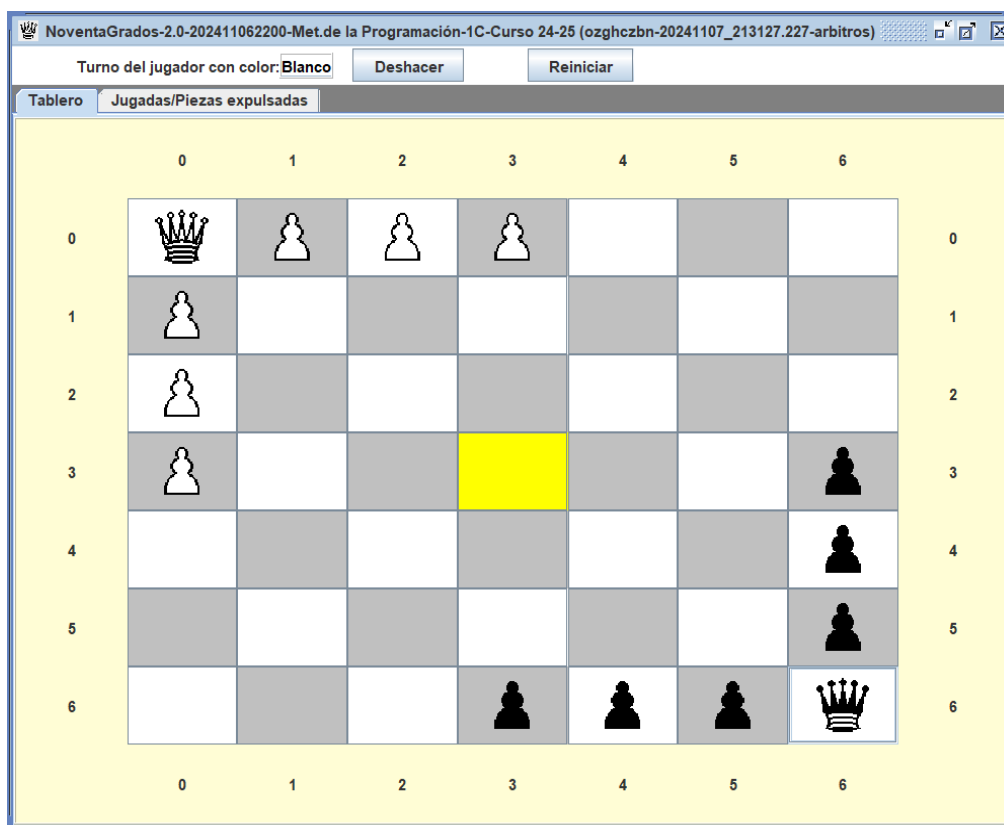 NoventaGrados-2.0-202411062200-Met.de la Programación-1C-Curso 24-25 (ozghczbn-20241107_213127.227-arbitros)
Turno del jugador con color: Blanco Deshacer Reiniciar
Tablero Jugadas/Piezas expulsadas
0 1 2 3 4 5 6
0 0
1 1
2 2
3 3
4 4
5 5
6 6
0 1 2 3 4 5 6